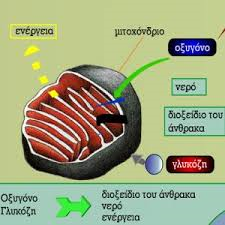 ενέργεια
μιτοχόνδριο
οξυγόνο
νερό
διοξείδιο του
άνθρακα
γλυκόζη
Οξυγόνο
Γλυκόζη
διοξείδιο του άνθρακα
νερό
ενέργεια